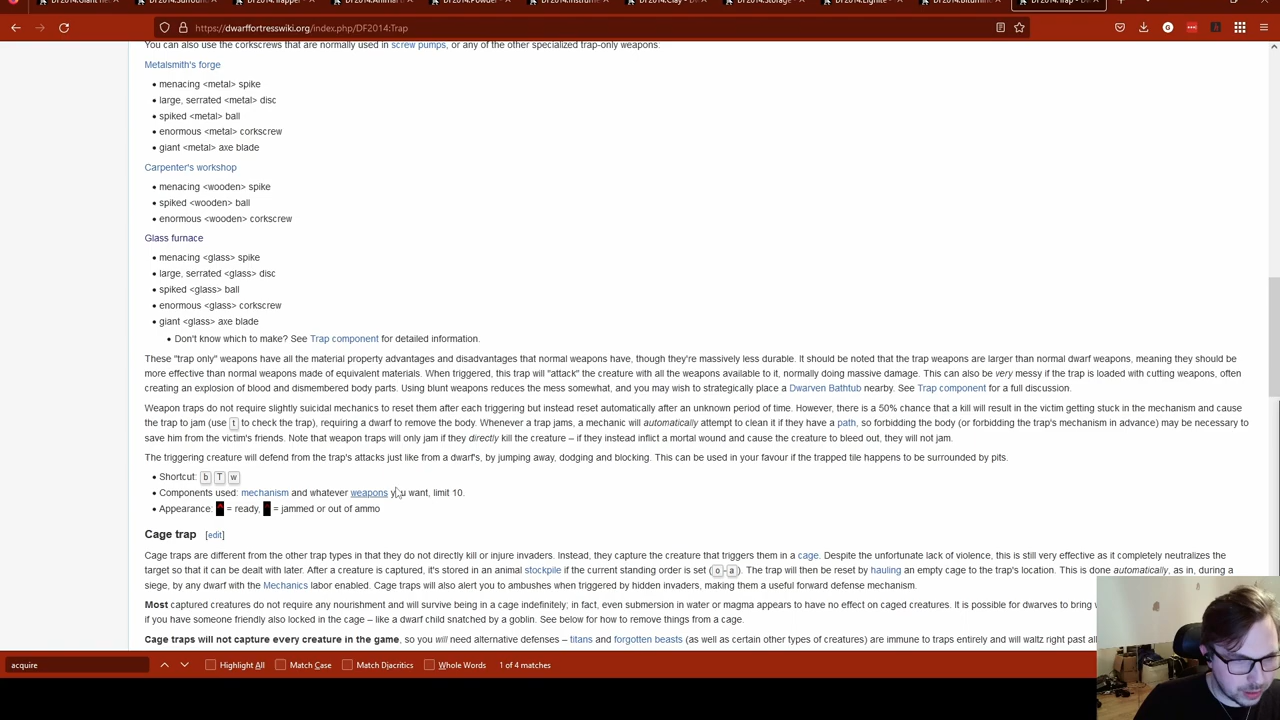 https://dwarffortresswiki.org/index.php/DF2014:Trap
You can also use the corkscrews that are normally used in screw pumps, or any of the other specialized trap-only weapons:
Metalsmith's forge
• menacing <metal> spike
• large, serrated <metal> disc
• spiked <metal> ball
• enormous <metal> corkscrew
• giant <metal> axe blade
Carpenter's workshop
• menacing <wooden> spike
• spiked <wooden> ball
• enormous <wooden> corkscrew
Glass furnace
• menacing <glass> spike
• large, serrated <glass> disc
• spiked <glass> ball
• enormous <glass> corkscrew
• giant <glass> axe blade
• Don't know which to make? See Trap component for detailed information.
These "trap only" weapons have all the material property advantages and disadvantages that normal weapons have, though they're massively less durable. It should be noted that the trap weapons are larger than normal dwarf weapons, meaning they should be
more effective than normal weapons made of equivalent materials. When triggered, this trap will "attack" the creature with all the weapons available to it, normally doing massive damage. This can also be very messy if the trap is loaded with cutting weapons, often
creating an explosion of blood and dismembered body parts. Using blunt weapons reduces the mess somewhat, and you may wish to strategically place a Dwarven Bathtub nearby. See Trap component for a full discussion.
Weapon traps do not require slightly suicidal mechanics to reset them after each triggering but instead reset automatically after an unknown period of time. However, there is a 50% chance that a kill will result in the victim getting stuck in the mechanism and cause
the trap to jam (use t to check the trap), requiring a dwarf to remove the body. Whenever a trap jams, a mechanic will automatically attempt to clean it if they have a path, so forbidding the body (or forbidding the trap's mechanism in advance) may be necessary to
save him from the victim's friends. Note that weapon traps will only jam if they directly kill the creature – if they instead inflict a mortal wound and cause the creature to bleed out, they will not jam.
The triggering creature will defend from the trap's attacks just like from a dwarf's, by jumping away, dodging and blocking. This can be used in your favour if the trapped tile happens to be surrounded by pits.
• Shortcut: b T w
• Components used: mechanism and whatever weapons you want, limit 10.
• Appearance: ^ = ready, = jammed or out of ammo
Cage trap [edit]
Cage traps are different from the other trap types in that they do not directly kill or injure invaders. Instead, they capture the creature that triggers them in a cage. Despite the unfortunate lack of violence, this is still very effective as it completely neutralizes the
target so that it can be dealt with later. After a creature is captured, it's stored in an animal stockpile if the current standing order is set (o-a). The trap will then be reset by hauling an empty cage to the trap's location. This is done automatically, as in, during a
siege, by any dwarf with the Mechanics labor enabled. Cage traps will also alert you to ambushes when triggered by hidden invaders, making them a useful forward defense mechanism.
Most captured creatures do not require any nourishment and will survive being in a cage indefinitely; in fact, even submersion in water or magma appears to have no effect on caged creatures. It is possible for dwarves to bring
if you have someone friendly also locked in the cage – like a dwarf child snatched by a goblin. See below for how to remove things from a cage.
Cage traps will not capture every creature in the game, so you will need alternative defenses – titans and forgotten beasts (as well as certain other types of creatures) are immune to traps entirely and will waltz right past
acquire Highlight All Match Case Match Diacritics Whole Words 1 of 4 matches